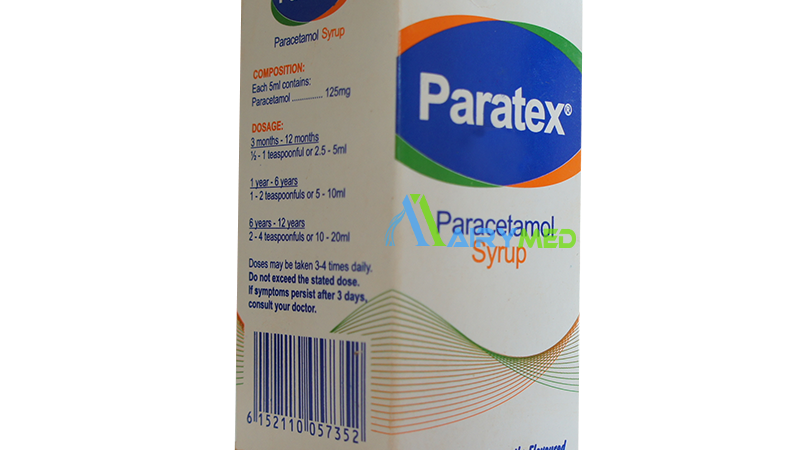 Paracetamol Syrup
COMPOSITION:
Each 5ml contains:
Paracetamol .............. 125mg
DOSAGE:
3 months - 12 months
½ - 1 teaspoonful or 2.5 - 5ml
1 year - 6 years
1 - 2 teaspoonfuls or 5 - 10ml
6 years - 12 years
2 - 4 teaspoonfuls or 10 - 20ml
Doses may be taken 3-4 times daily.
Do not exceed the stated dose.
If symptoms persist after 3 days,
consult your doctor.
6 152110 057352
Paratex®
Paracetamol
Syrup
AIRYMED
Flavoured